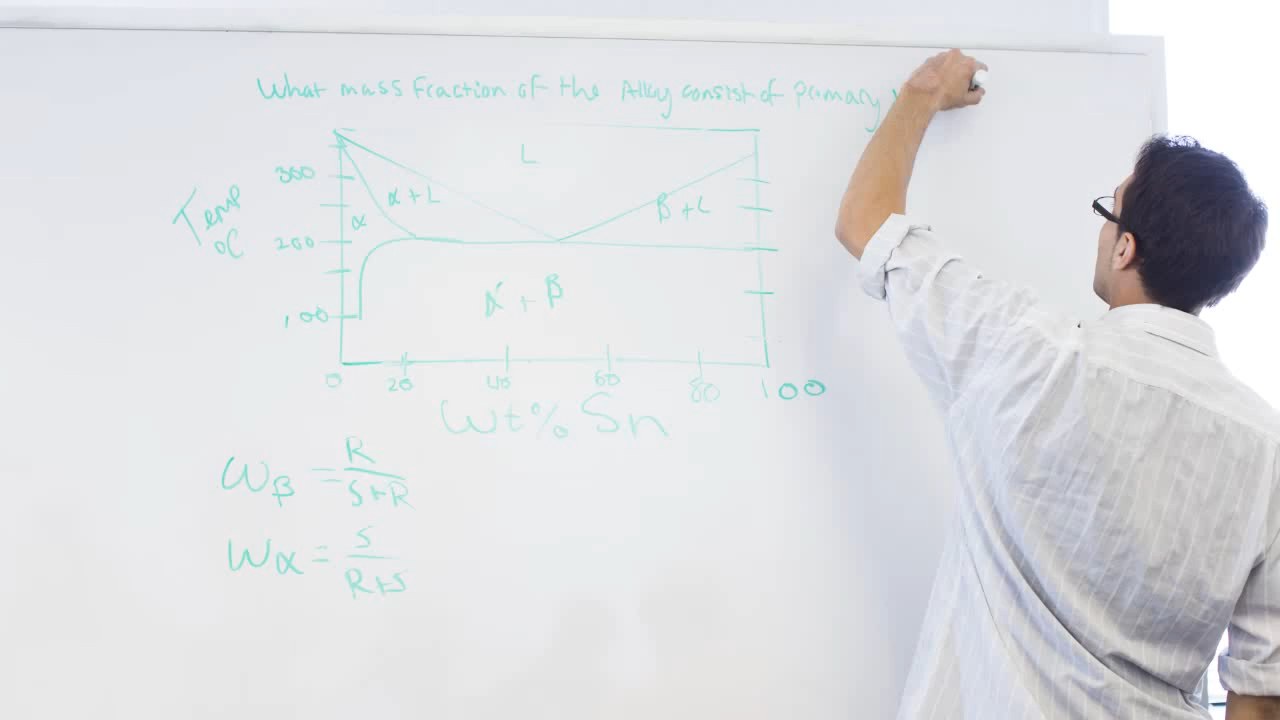 What mass fraction of the Alloy consist of primary
L
300
α + L
β + L
Temp
°C
α
200
α + β
100
0 20 40 60 80 100
Wt% Sn
Wβ = R / S+R
Wα = S / R+S